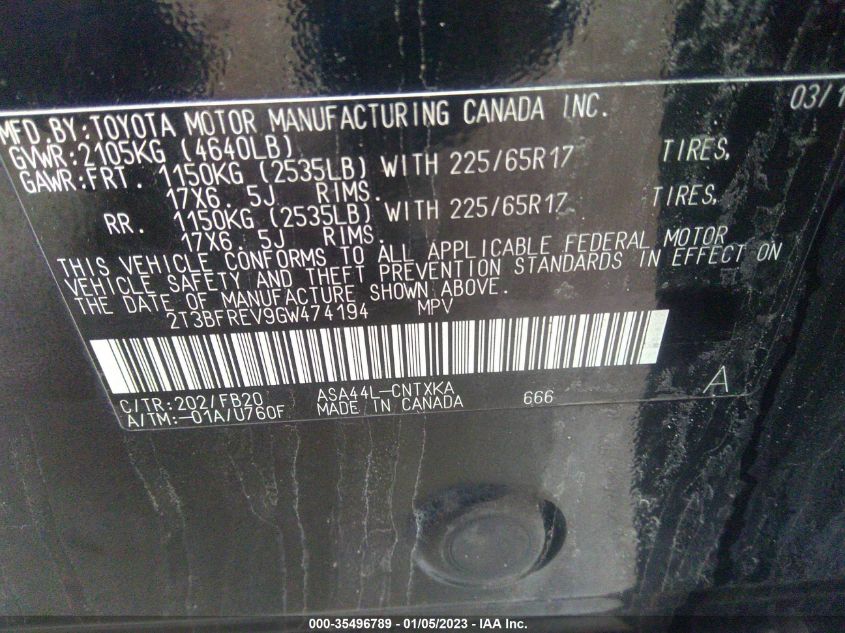 MFD.BY:TOYOTA MOTOR MANUFACTURING CANADA INC. 03/1
GVWR:2105KG (4640LB)
GAWR:FRT. 1150KG (2535LB) WITH 225/65R17 TIRES,
17X6. 5J RIMS.
RR. 1150KG (2535LB) WITH 225/65R17 TIRES,
17X6. 5J RIMS.
THIS VEHICLE CONFORMS TO ALL APPLICABLE FEDERAL MOTOR
VEHICLE SAFETY AND THEFT PREVENTION STANDARDS IN EFFECT ON
THE DATE OF MANUFACTURE SHOWN ABOVE.
2T3BFREV9GW474194 MPV
C/TR:202/FB20 ASA44L-CNTXKA 666 A
A/TM:-01A/U760F MADE IN CANADA
000-35496789 - 01/05/2023 - IAA Inc.